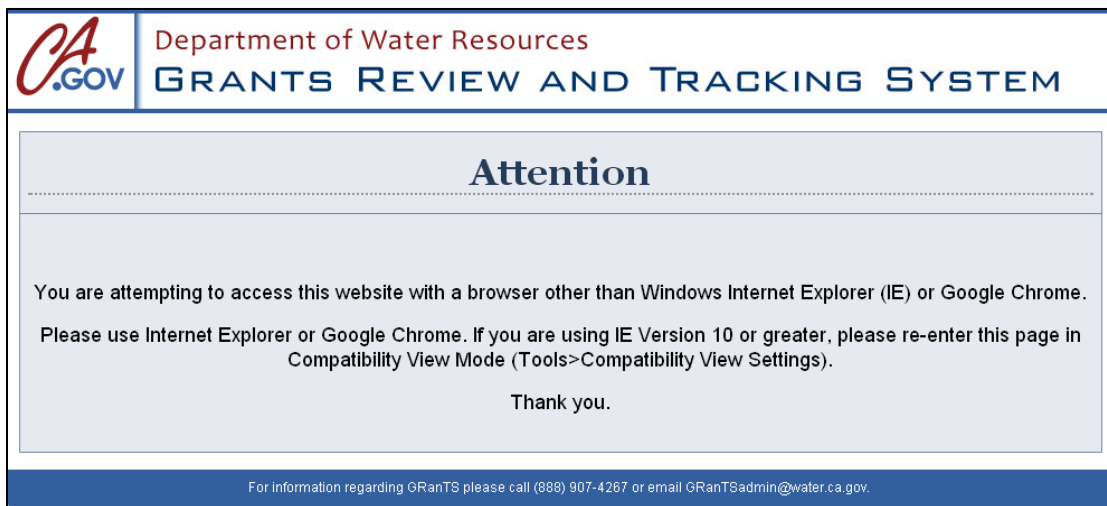 CA
.GOV
Department of Water Resources
GRANTS REVIEW AND TRACKING SYSTEM
Attention
You are attempting to access this website with a browser other than Windows Internet Explorer (IE) or Google Chrome.
Please use Internet Explorer or Google Chrome. If you are using IE Version 10 or greater, please re-enter this page in
Compatibility View Mode (Tools>Compatibility View Settings).
Thank you.
For information regarding GRanTS please call (888) 907-4267 or email GRanTSadmin@water.ca.gov.